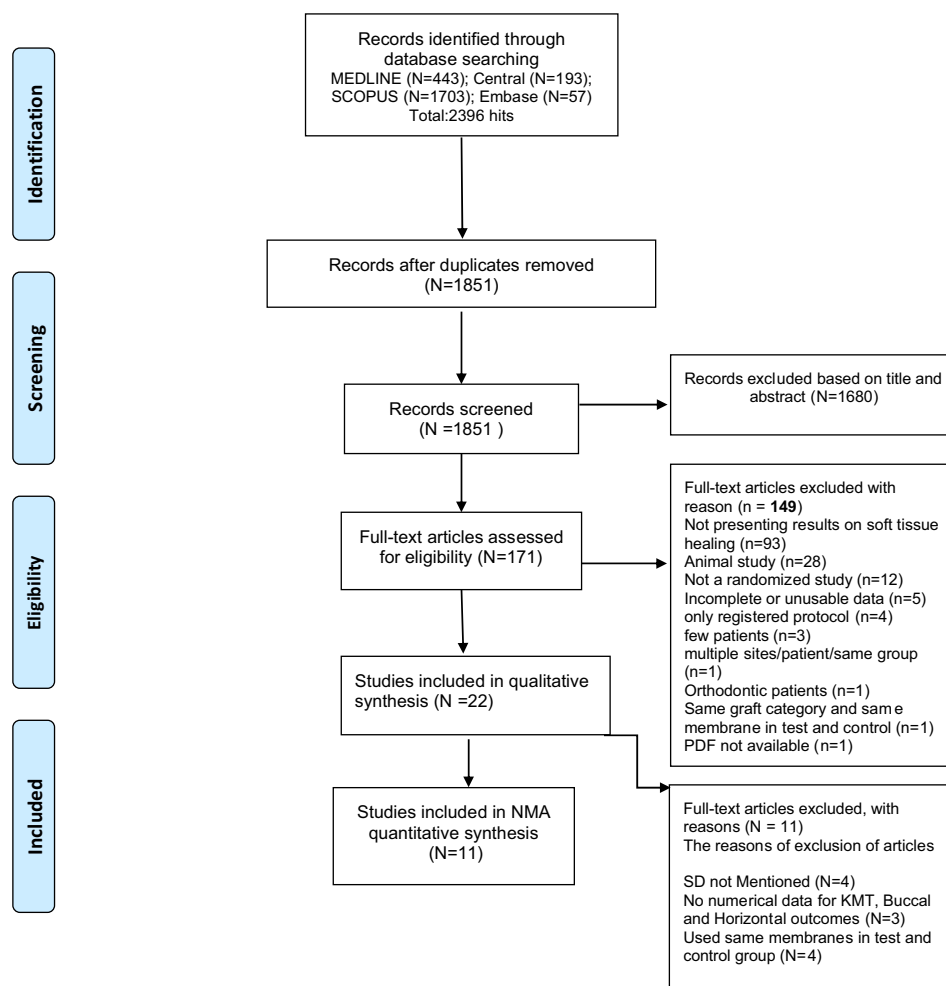 Identification
Records identified through
database searching
MEDLINE (N=443); Central (N=193);
SCOPUS (N=1703); Embase (N=57)
Total:2396 hits
Records after duplicates removed
(N=1851)
Screening
Records screened
(N =1851 )
Records excluded based on title and
abstract (N=1680)
Eligibility
Full-text articles assessed
for eligibility (N=171)
Full-text articles excluded with
reason (n = 149)
Not presenting results on soft tissue
healing (n=93)
Animal study (n=28)
Not a randomized study (n=12)
Incomplete or unusable data (n=5)
only registered protocol (n=4)
few patients (n=3)
multiple sites/patient/same group
(n=1)
Orthodontic patients (n=1)
Same graft category and same
membrane in test and control (n=1)
PDF not available (n=1)
Studies included in qualitative
synthesis (N =22)
Included
Studies included in NMA
quantitative synthesis
(N=11)
Full-text articles excluded, with
reasons (N = 11)
The reasons of exclusion of articles
SD not Mentioned (N=4)
No numerical data for KMT, Buccal
and Horizontal outcomes (N=3)
Used same membranes in test and
control group (N=4)